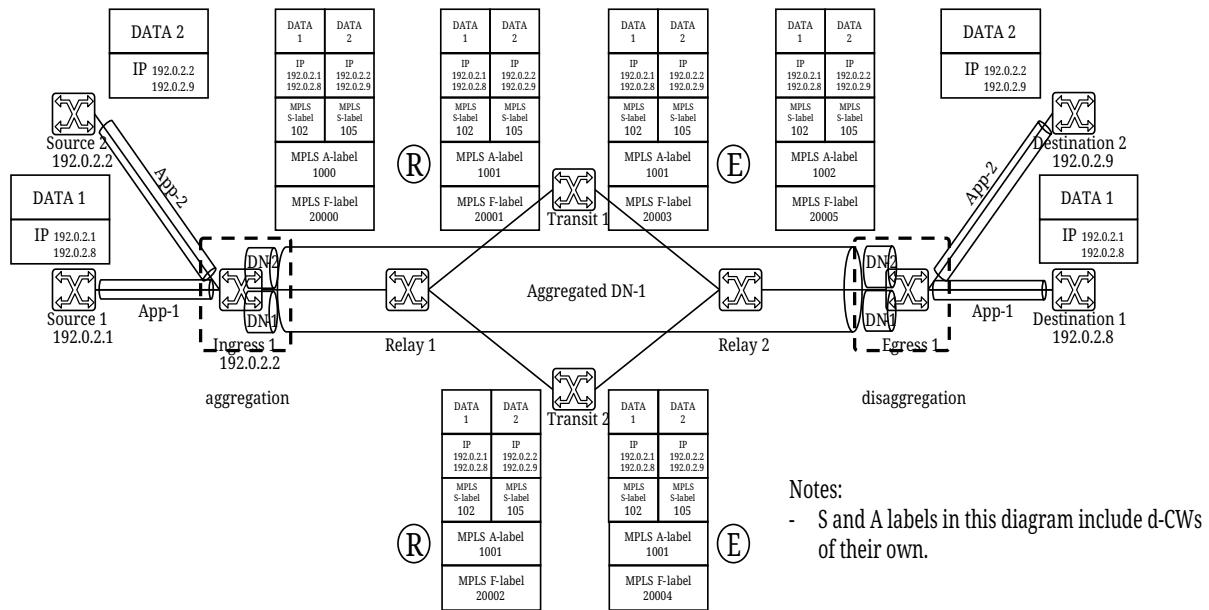 DATA 2
IP 192.0.2.2
192.0.2.9
Source 2
192.0.2.2
App-2
DATA 1
IP 192.0.2.1
192.0.2.8
Source 1
192.0.2.1
App-1
DN-2
DN-1
Ingress 1
192.0.2.2
aggregation
DATA DATA
1 2
IP IP
192.0.2.1 192.0.2.2
192.0.2.8 192.0.2.9
MPLS MPLS
S-label S-label
102 105
MPLS A-label
1000
MPLS F-label
20000
DATA DATA
1 2
IP IP
192.0.2.1 192.0.2.2
192.0.2.8 192.0.2.9
MPLS MPLS
S-label S-label
102 105
R
MPLS A-label
1001
MPLS F-label
20001
DATA DATA
1 2
IP IP
192.0.2.1 192.0.2.2
192.0.2.8 192.0.2.9
MPLS MPLS
S-label S-label
102 105
MPLS A-label
1001
E
MPLS F-label
20003
DATA DATA
1 2
IP IP
192.0.2.1 192.0.2.2
192.0.2.8 192.0.2.9
MPLS MPLS
S-label S-label
102 105
MPLS A-label
1002
MPLS F-label
20005
Transit 1
Relay 1
Aggregated DN-1
Relay 2
Transit 2
DATA 2
IP 192.0.2.2
192.0.2.9
Destination 2
192.0.2.9
App-2
DATA 1
IP 192.0.2.1
192.0.2.8
DN-2
DN-1
Egress 1
App-1
Destination 1
192.0.2.8
disaggregation
DATA DATA
1 2
IP IP
192.0.2.1 192.0.2.2
192.0.2.8 192.0.2.9
MPLS MPLS
S-label S-label
102 105
R
MPLS A-label
1001
MPLS F-label
20002
DATA DATA
1 2
IP IP
192.0.2.1 192.0.2.2
192.0.2.8 192.0.2.9
MPLS MPLS
S-label S-label
102 105
MPLS A-label
1001
E
MPLS F-label
20004
Notes:
- S and A labels in this diagram include d-CWs
of their own.